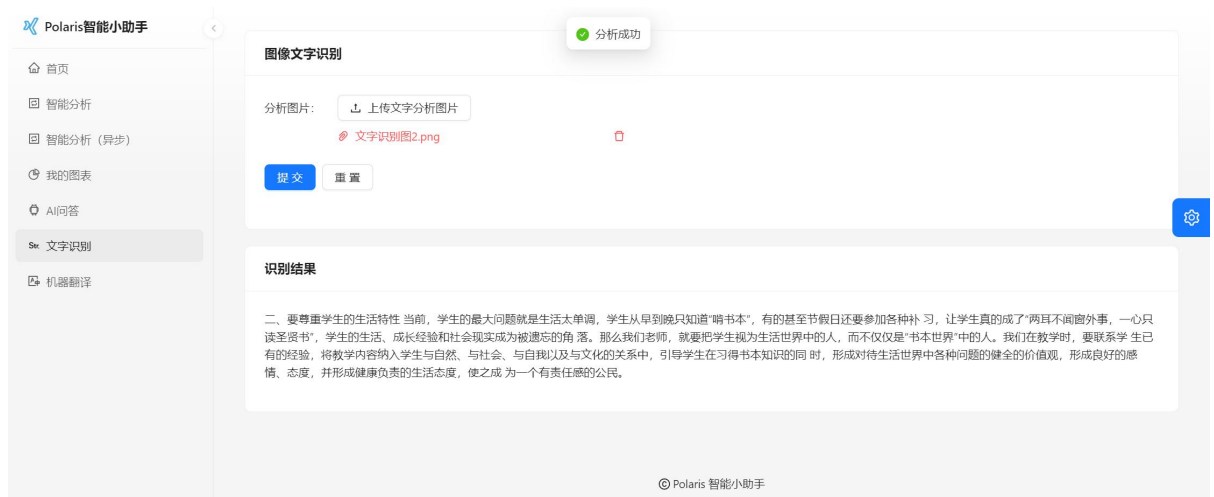 Polaris智能小助手
分析成功
首页
智能分析
智能分析（异步）
我的图表
AI问答
文字识别
机器翻译
图像文字识别
分析图片：
上传文字分析图片
文字识别图2.png
提 交
重 置
识别结果
二、要尊重学生的生活特性 当前，学生的最大问题就是生活太单调，学生从早到晚只知道“啃书本”，有的甚至节假日还要参加各种补 习，让学生真的成了“两耳不闻窗外事，一心只
读圣贤书”，学生的生活、成长经验和社会现实成为被遗忘的角 落。那么我们老师，就要把学生视为生活世界中的人，而不仅仅是“书本世界”中的人。我们在教学时，要联系学 生已
有的经验，将教学内容纳入学生与自然、与社会、与自我以及与文化的关系中，引导学生在习得书本知识的同 时，形成对待生活世界中各种问题的健全的价值观，形成良好的感
情、态度，并形成健康负责的生活态度，使之成 为一个有责任感的公民。
© Polaris 智能小助手